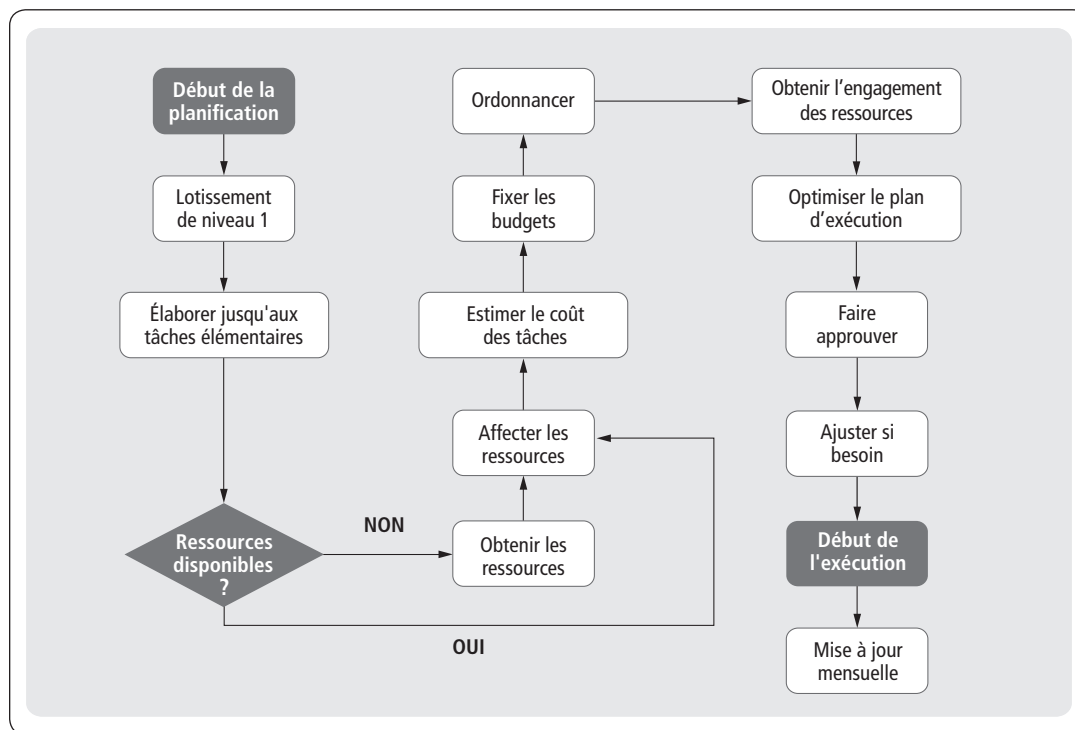 Début de la
planification
Lotissement
de niveau 1
Élaborer jusqu'aux
tâches élémentaires
Ressources
disponibles
?
NON
OUI
Obtenir les
ressources
Affecter les
ressources
Estimer le coût
des tâches
Fixer les
budgets
Ordonnancer
Obtenir l’engagement
des ressources
Optimiser le plan
d’exécution
Faire
approuver
Ajuster si
besoin
Début de
l'exécution
Mise à jour
mensuelle